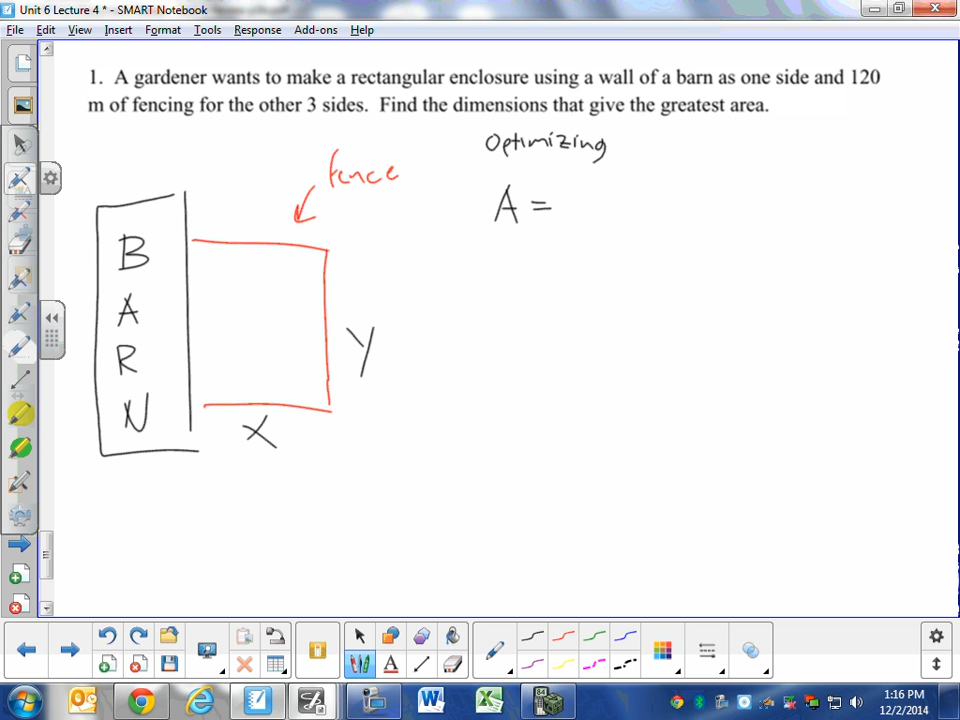 Unit 6 Lecture 4 * - SMART Notebook
File Edit View Insert Format Tools Response Add-ons Help
1. A gardener wants to make a rectangular enclosure using a wall of a barn as one side and 120
m of fencing for the other 3 sides. Find the dimensions that give the greatest area.
Optimizing
fence
A =
B
A
R
N
y
x
1:16 PM
12/2/2014